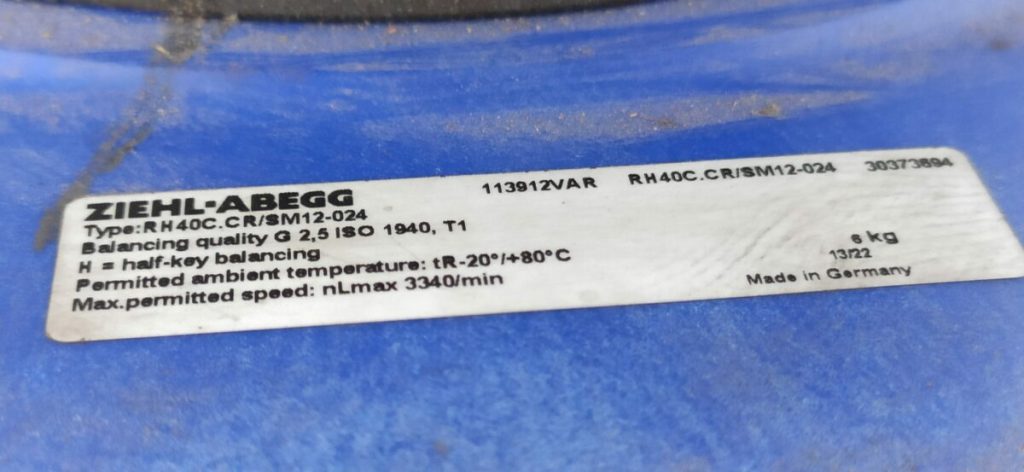 ZIEHL-ABEGG 113912VAR RH40C.CR/SM12-024 30373694
Type:RH40C.CR/SM12-024
Balancing quality G 2,5 ISO 1940, T1
H = half-key balancing
Permitted ambient temperature: tR-20°/+80°C
Max.permitted speed: nLmax 3340/min
6 kg
13/22
Made in Germany